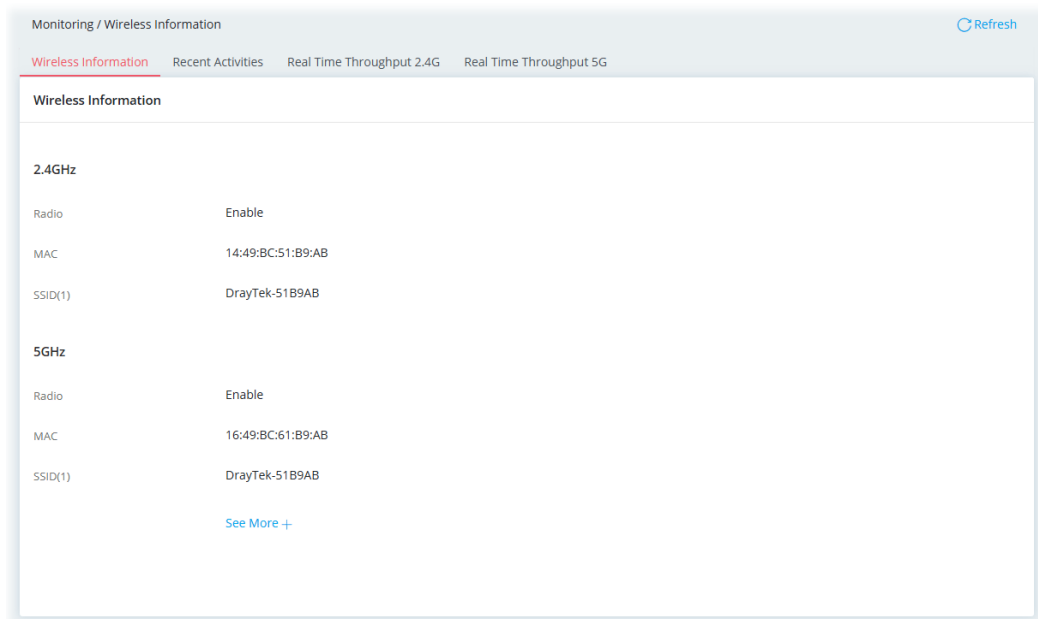 Monitoring / Wireless Information Refresh
Wireless Information Recent Activities Real Time Throughput 2.4G Real Time Throughput 5G
Wireless Information
2.4GHz
Radio Enable
MAC 14:49:BC:51:B9:AB
SSID(1) DrayTek-51B9AB
5GHz
Radio Enable
MAC 16:49:BC:61:B9:AB
SSID(1) DrayTek-51B9AB
See More +